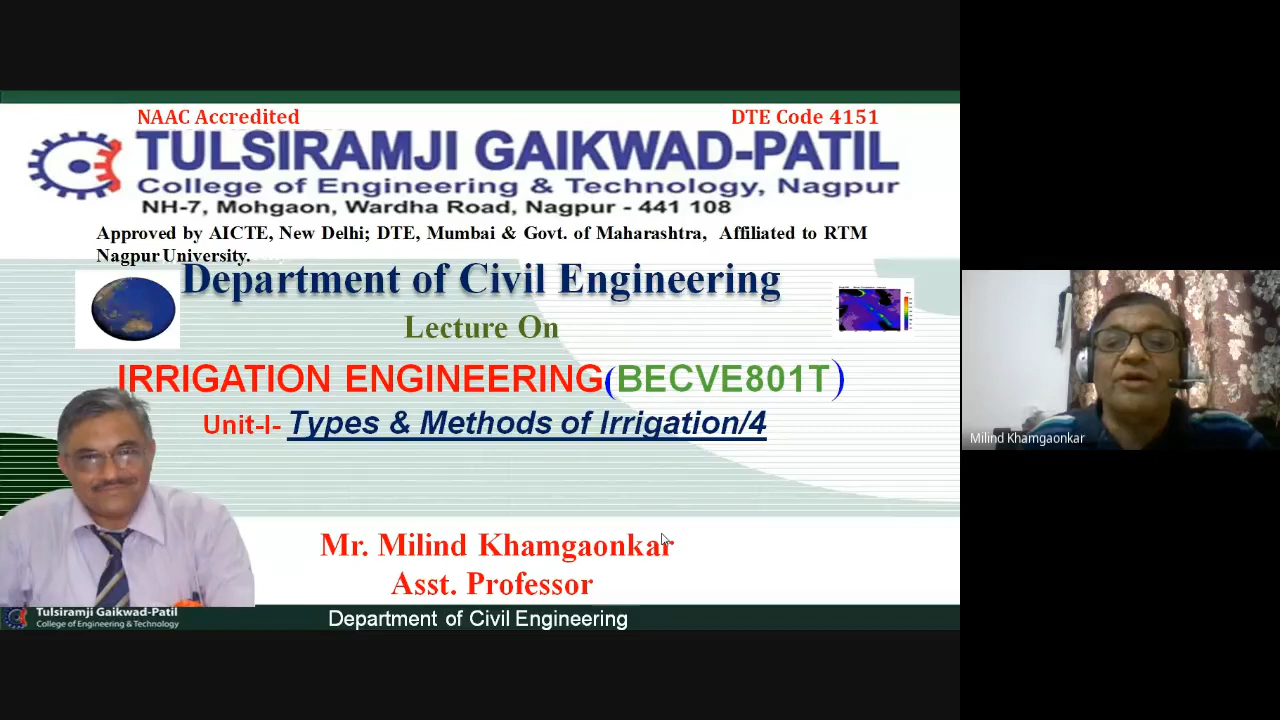 NAAC Accredited
DTE Code 4151
TULSIRAMJI GAIKWAD-PATIL
College of Engineering & Technology, Nagpur
NH-7, Mohgaon, Wardha Road, Nagpur - 441 108
Approved by AICTE, New Delhi; DTE, Mumbai & Govt. of Maharashtra, Affiliated to RTM
Nagpur University.
Department of Civil Engineering
Lecture On
IRRIGATION ENGINEERING(BECVE801T)
Unit-I- Types & Methods of Irrigation/4
Milind Khamgaonkar
Mr. Milind Khamgaonkar
Asst. Professor
Tulsiramji Gaikwad-Patil
College of Engineering & Technology
Department of Civil Engineering